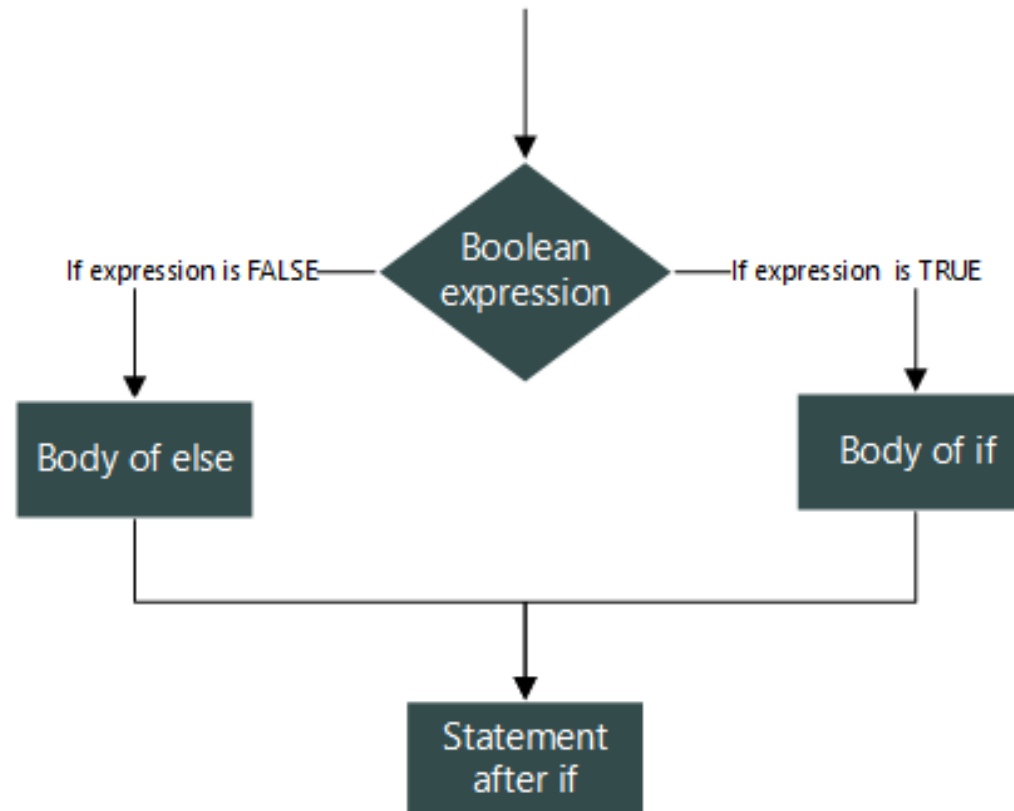 Boolean
expression
If expression is FALSE
If expression  is TRUE
Body of else
Body of if
Statement
after if